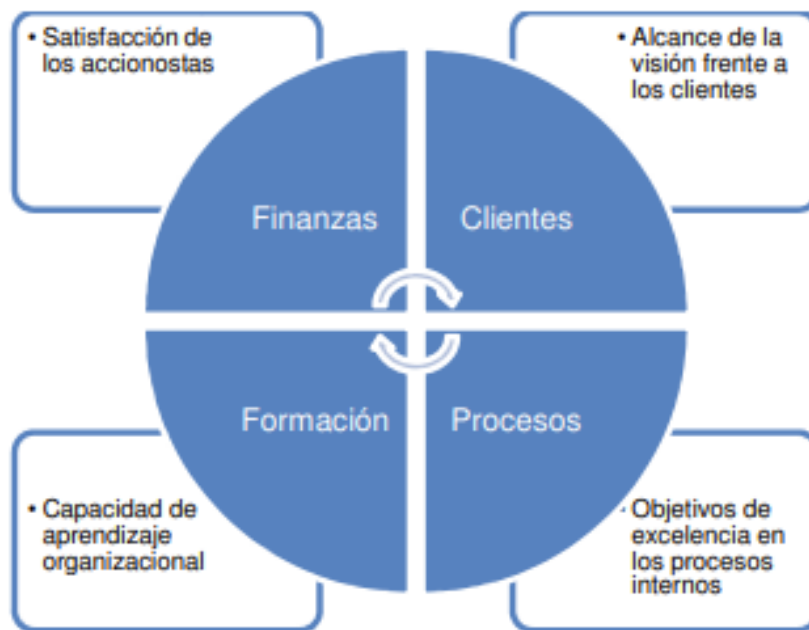 • Satisfacción de
los accionostas
• Alcance de la
visión frente a
los clientes
Finanzas
Clientes
Formación
Procesos
• Capacidad de
aprendizaje
organizacional
• Objetivos de
excelencia en
los procesos
internos